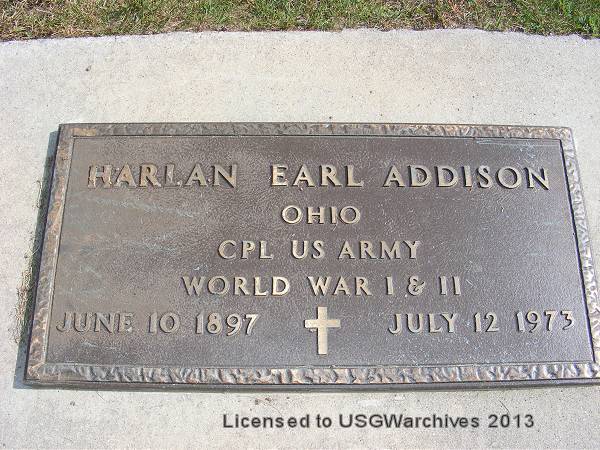 HARLAN EARL ADDISON
OHIO
CPL US ARMY
WORLD WAR I & II
JUNE 10 1897 JULY 12 1973
Licensed to USGWarchives 2013